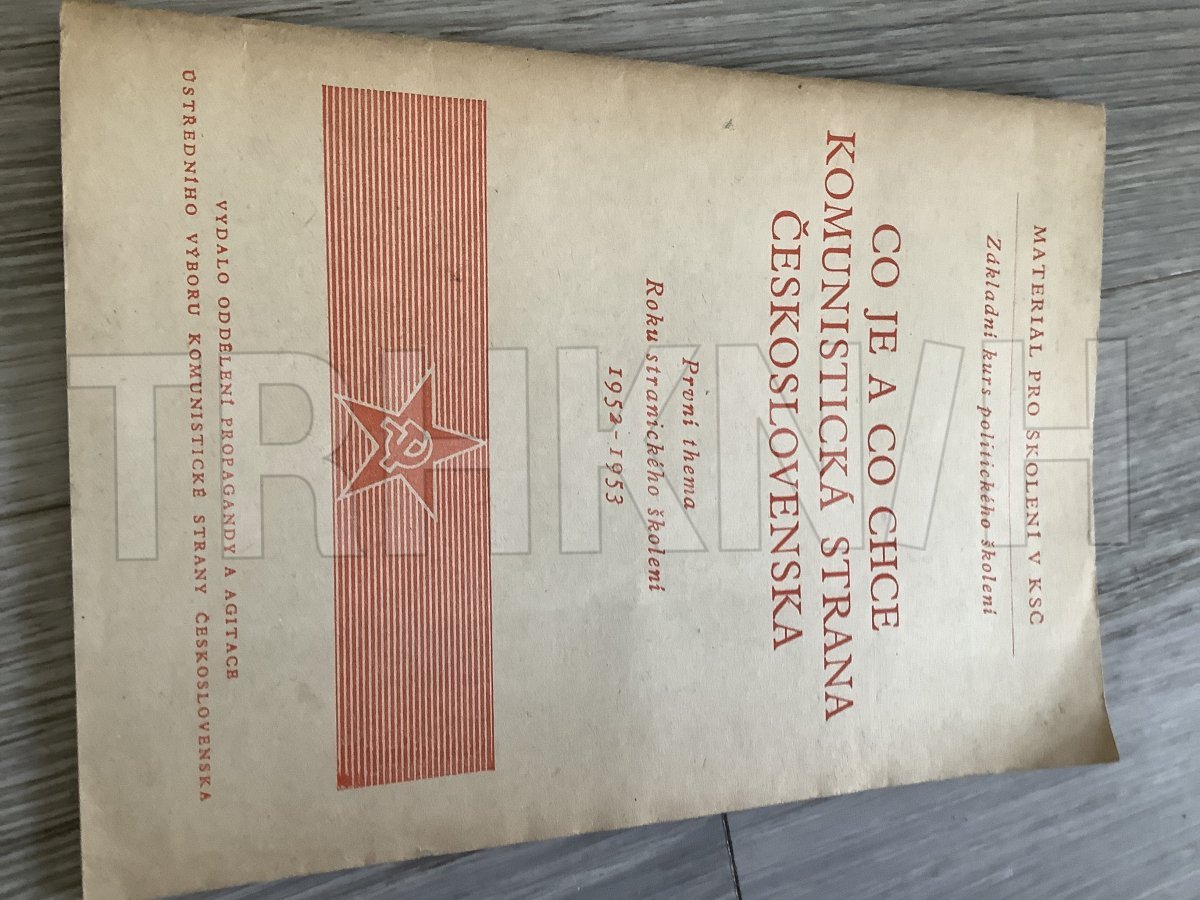 MATERIAL PRO ŠKOLENÍ V KSČ
Základní kurs politického školení
CO JE A CO CHCE
KOMUNISTICKÁ STRANA
ČESKOSLOVENSKA
První thema
Roku stranického školení
1952-1953
VYDALO ODDĚLENÍ PROPAGANDY A AGITACE
ÚSTŘEDNÍHO VÝBORU KOMUNISTICKÉ STRANY ČESKOSLOVENSKA